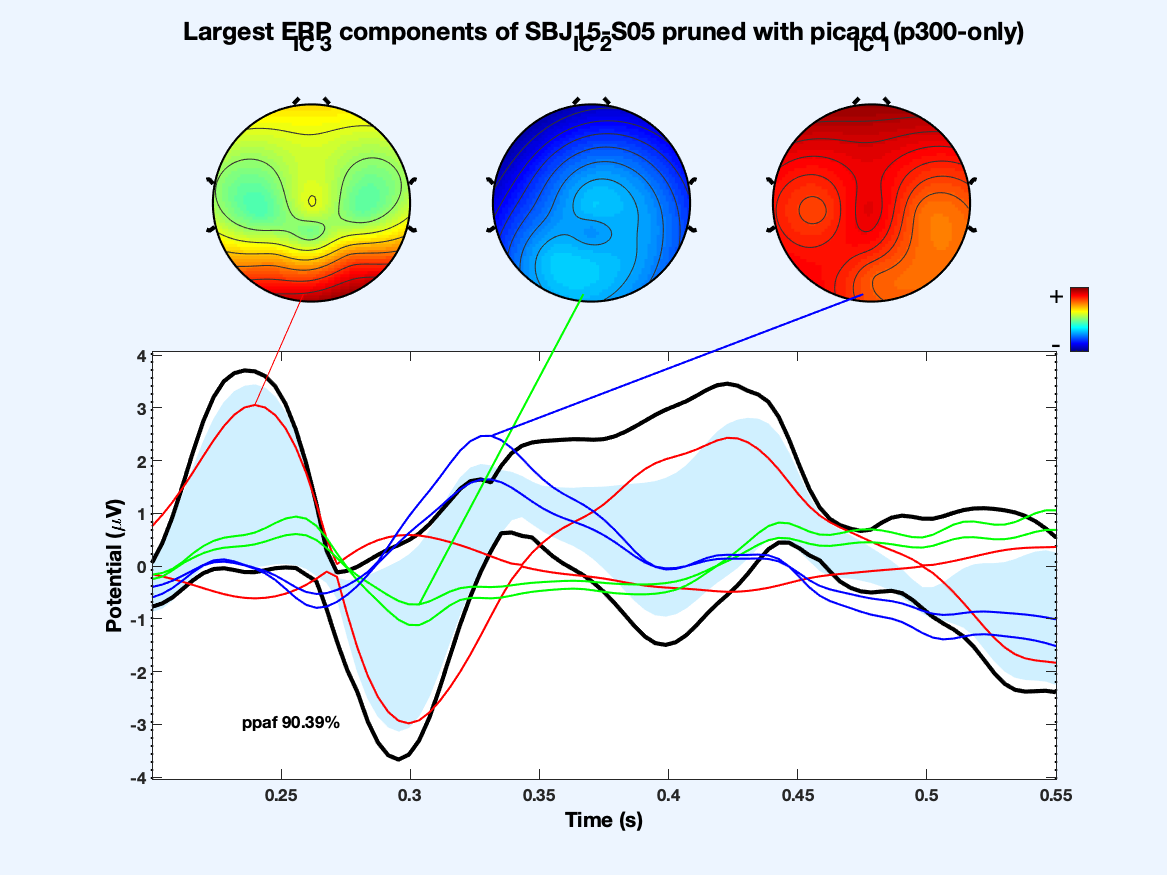 Largest ERP components of SBJ15-S05 pruned with picard (p300-only)
IC 3
IC 2
IC 1
+
-
4
3
2
1
0
-1
-2
-3
-4
Potential (μV)
ppaf 90.39%
0.25
0.3
0.35
0.4
0.45
0.5
0.55
Time (s)